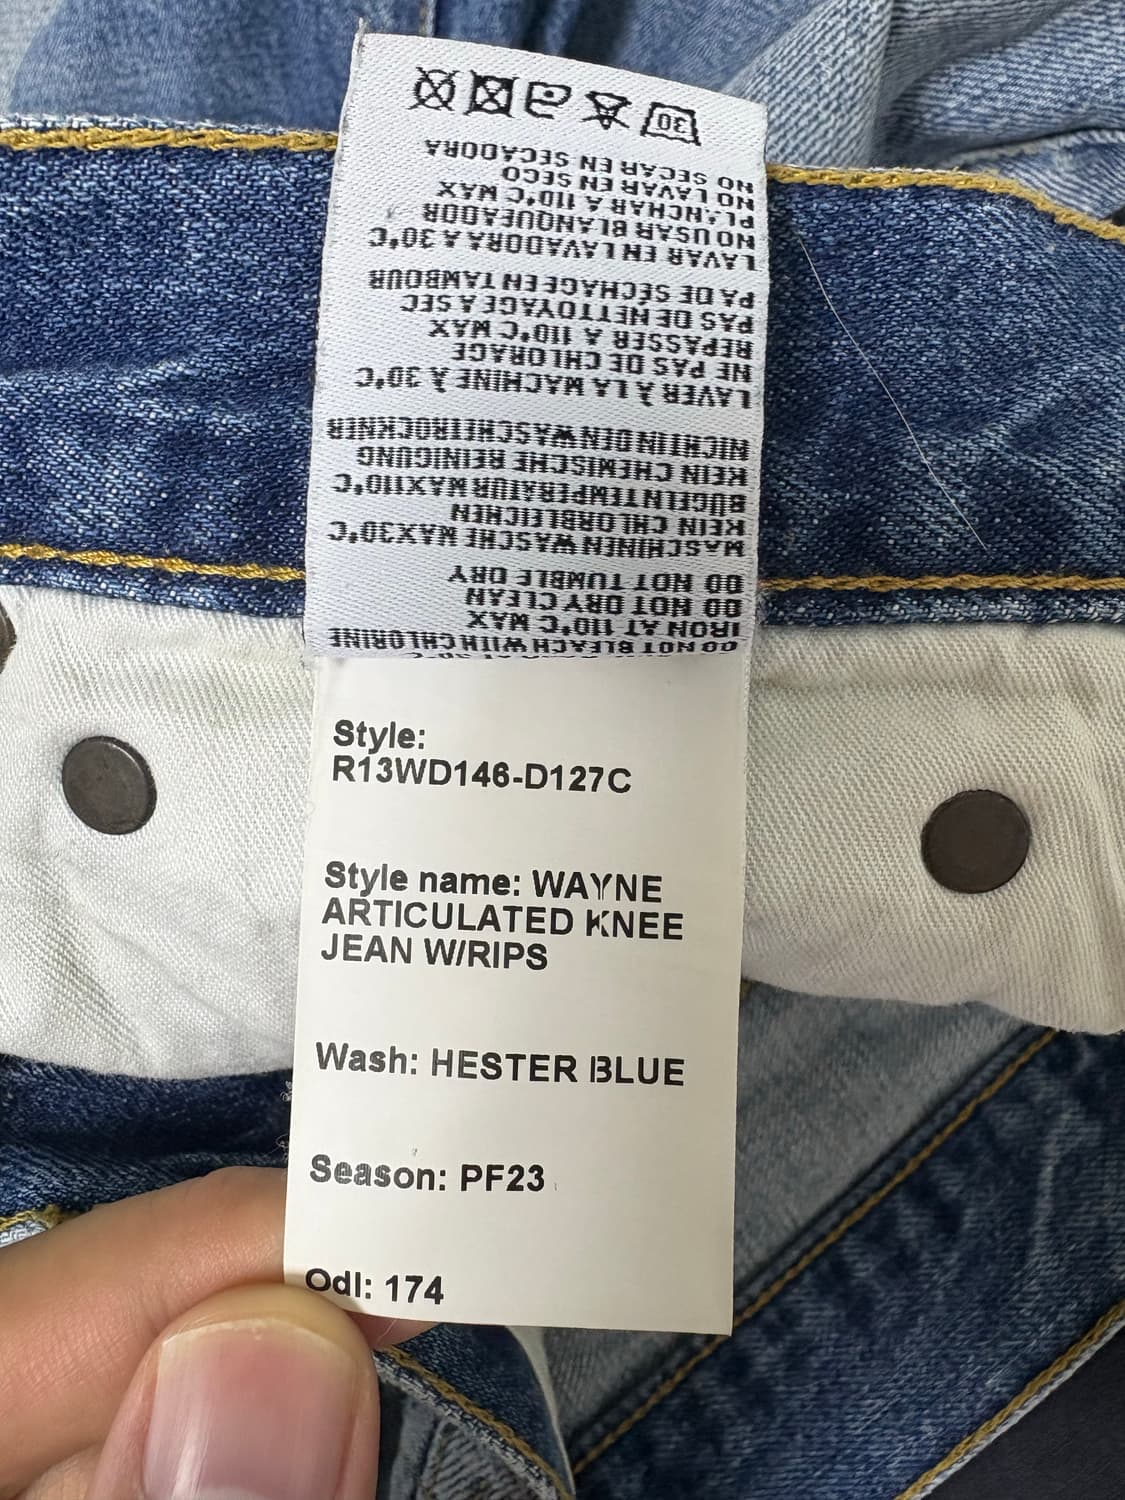 DO NOT BLEACH WITH CHLORINE
IRON AT 110°C MAX
DO NOT DRY CLEAN
DO NOT TUMBLE DRY
MASCHINEN WASCHE MAX30°C
KEIN CHLORBLEICHEN
BÜGELN TEMPERATUR MAX110°C
KEIN CHEMISCHE REINIGUNG
NICHT IN DEN WASCHETROCKNER
LAVER À LA MACHINE À 30°C
NE PAS DE CHLORAGE
REPASSER A 110°C MAX
PAS DE NETTOYAGE A SEC
PA DE SÉCHAGE EN TAMBOUR
LAVAR EN LAVADORA A 30°C
NO USAR BLANQUEADOR
PLANCHAR A 110°C MAX
NO LAVAR EN SECO
NO SECAR EN SECADORA
30
Style:
R13WD146-D127C
Style name: WAYNE
ARTICULATED KNEE
JEAN W/RIPS
Wash: HESTER BLUE
Season: PF23
Odl: 174